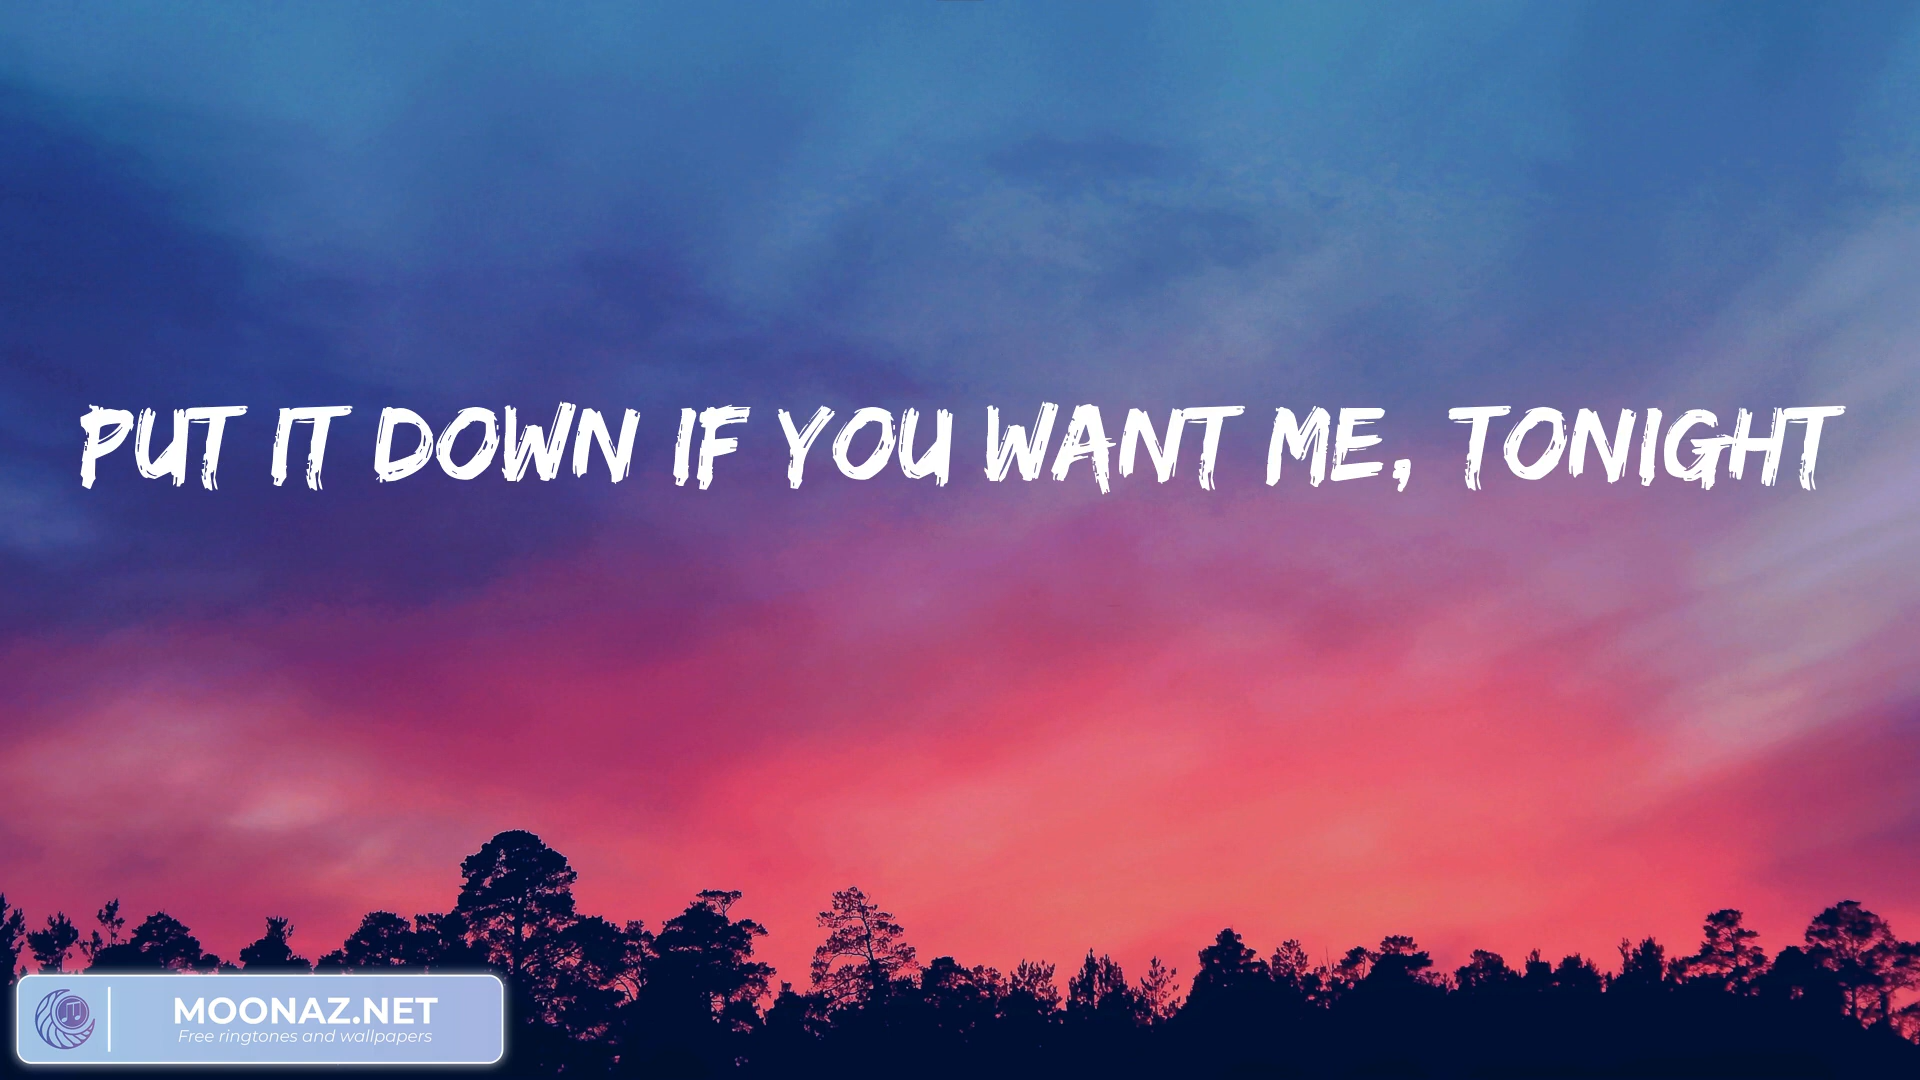 PUT IT DOWN IF YOU WANT ME, TONIGHT
MOONAZ.NET
Free ringtones and wallpapers